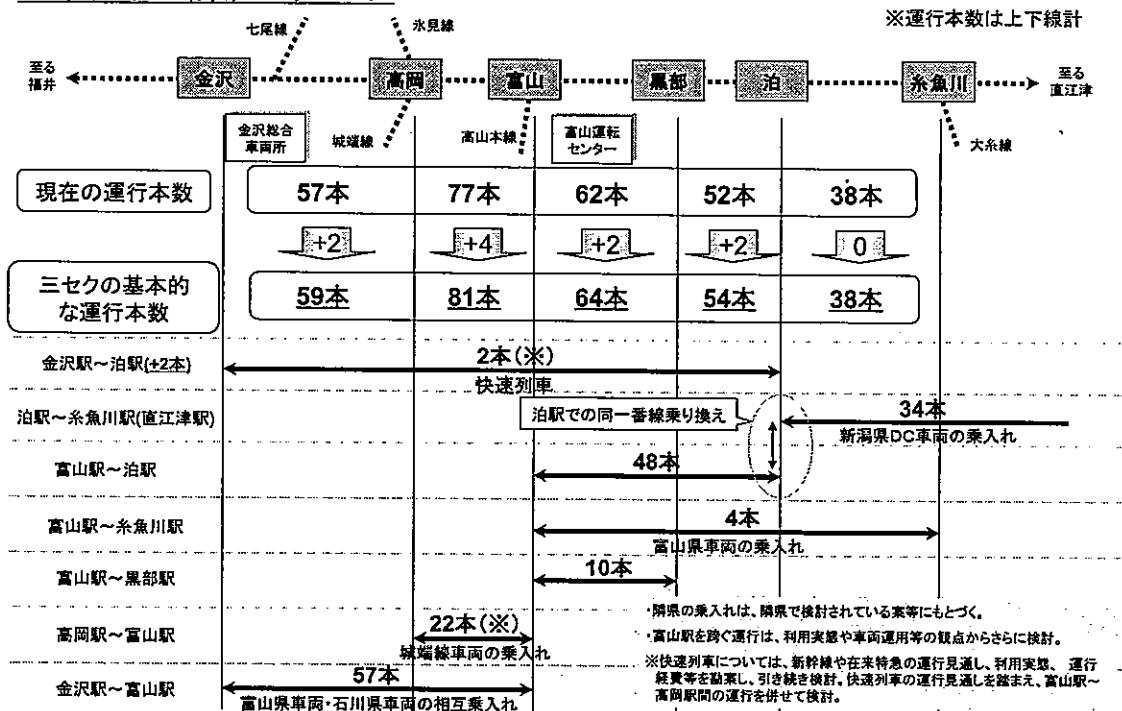 ※運行本数は上下線計
七尾線
氷見線
至る
福井
金沢
高岡
富山
黒部
泊
糸魚川
至る
直江津
金沢総合
車両所
城端線
高山本線
富山運転
センター
大糸線
現在の運行本数
57本
77本
62本
52本
38本
+2
+4
+2
+2
0
三セクの基本的
な運行本数
59本
81本
64本
54本
38本
金沢駅～泊駅(+2本)
2本(※)
快速列車
泊駅～糸魚川駅(直江津駅)
泊駅での同一番線乗り換え
34本
新潟県DC車両の乗入れ
富山駅～泊駅
48本
富山駅～糸魚川駅
4本
富山県車両の乗入れ
富山駅～黒部駅
10本
高岡駅～富山駅
22本(※)
城端線車両の乗入れ
金沢駅～富山駅
57本
富山県車両・石川県車両の相互乗入れ
・隣県の乗入れは、隣県で検討されている案等にもとづく。
・富山駅を跨ぐ運行は、利用実態や車両運用等の観点からさらに検討。
※快速列車については、新幹線や在来特急の運行見通し、利用実態、運行
経費等を勘案し、引き続き検討。快速列車の運行見通しを踏まえ、富山駅～
高岡駅間の運行を併せて検討。